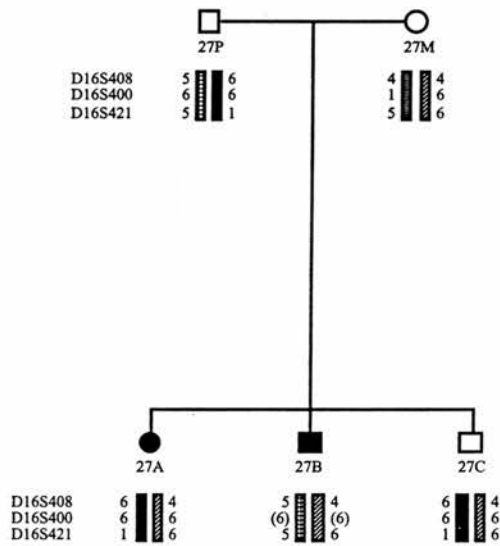 27P 27M
D16S408 5 6 4 4
D16S400 6 6 1 6
D16S421 5 1 5 6
27A 27B 27C
D16S408 6 4 5 4 6 4
D16S400 6 6 (6) (6) 6 6
D16S421 1 6 5 6 1 6